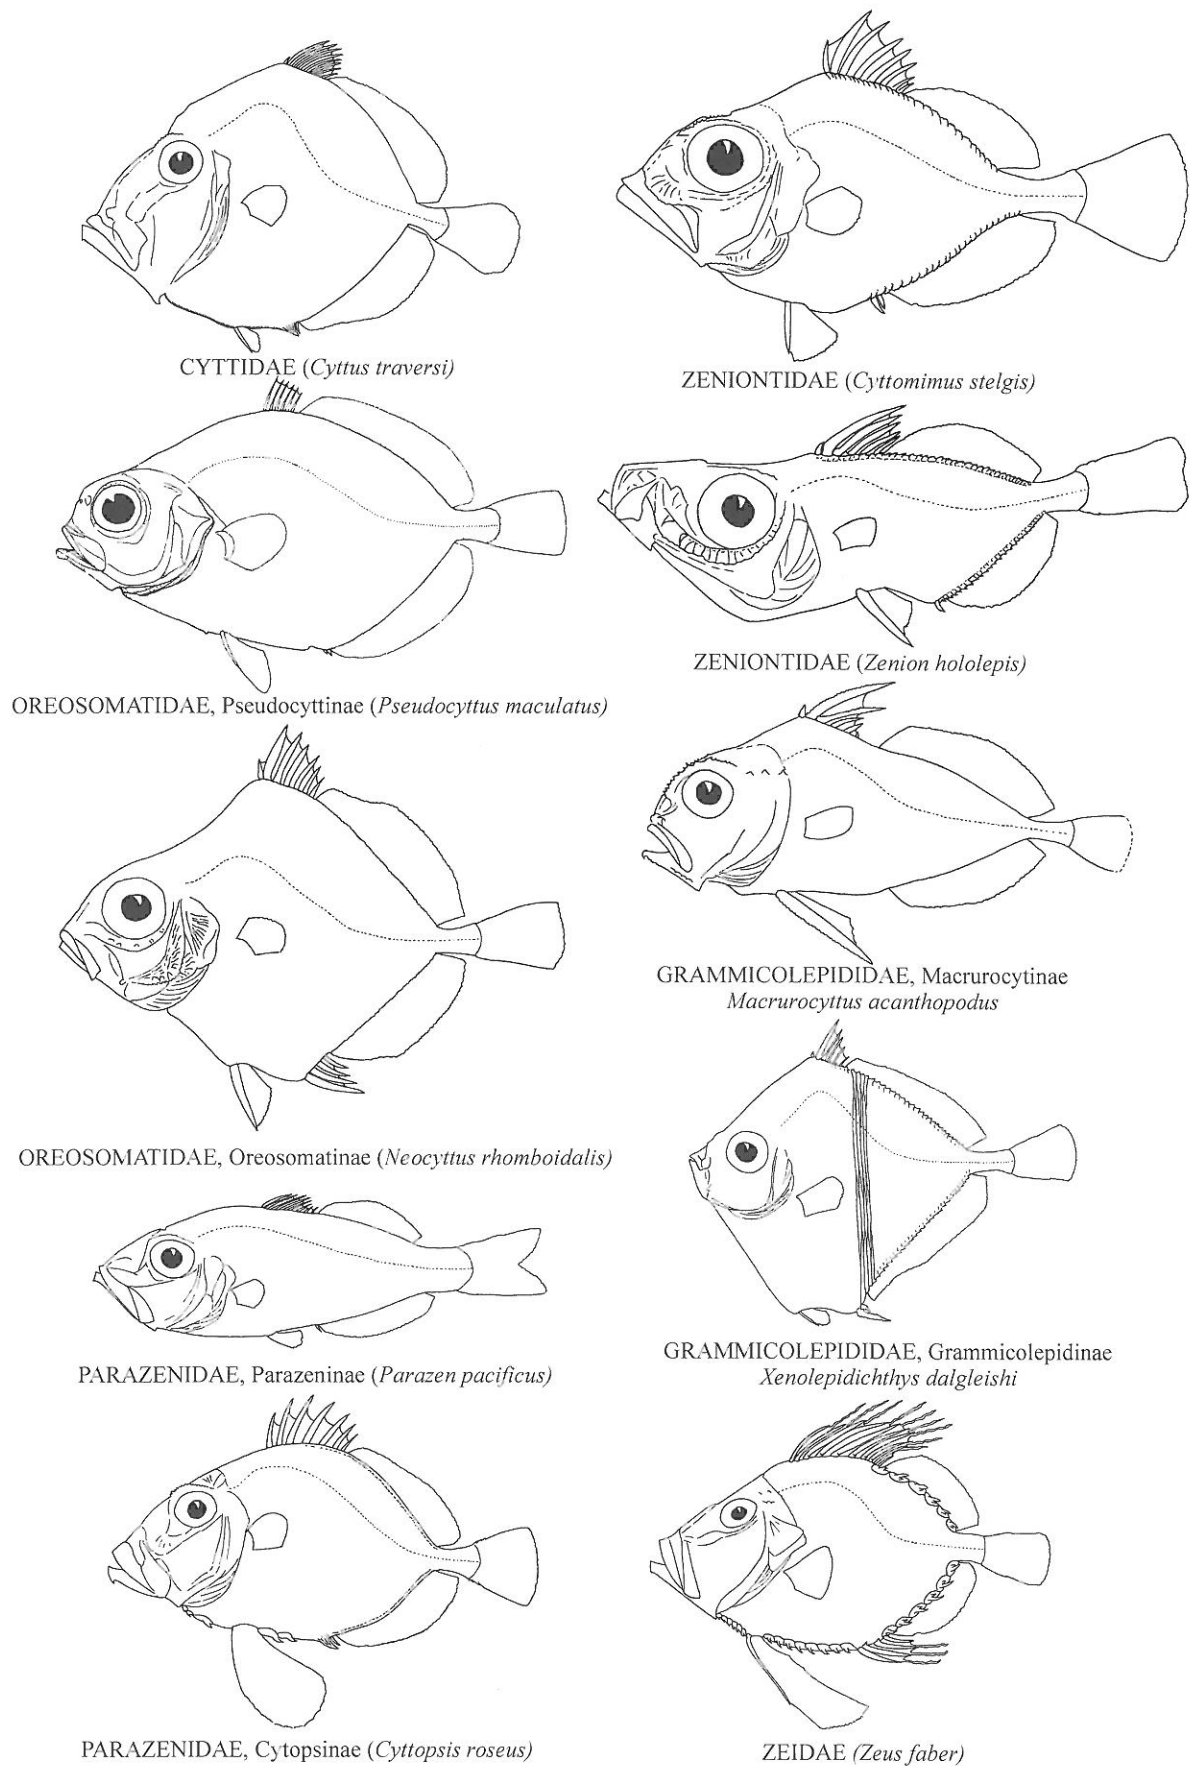 CYTTIDAE (Cyttus traversi)
ZENIONTIDAE (Cyttomimus stelgis)
OREOSOMATIDAE, Pseudocyttinae (Pseudocyttus maculatus)
ZENIONTIDAE (Zenion hololepis)
OREOSOMATIDAE, Oreosomatinae (Neocyttus rhomboidalis)
GRAMMICOLEPIDIDAE, Macrurocytinae
Macrurocyttus acanthopodus
PARAZENIDAE, Parazeninae (Parazen pacificus)
GRAMMICOLEPIDIDAE, Grammicolepidinae
Xenolepidichthys dalgleishi
PARAZENIDAE, Cytopsinae (Cyttopsis roseus)
ZEIDAE (Zeus faber)